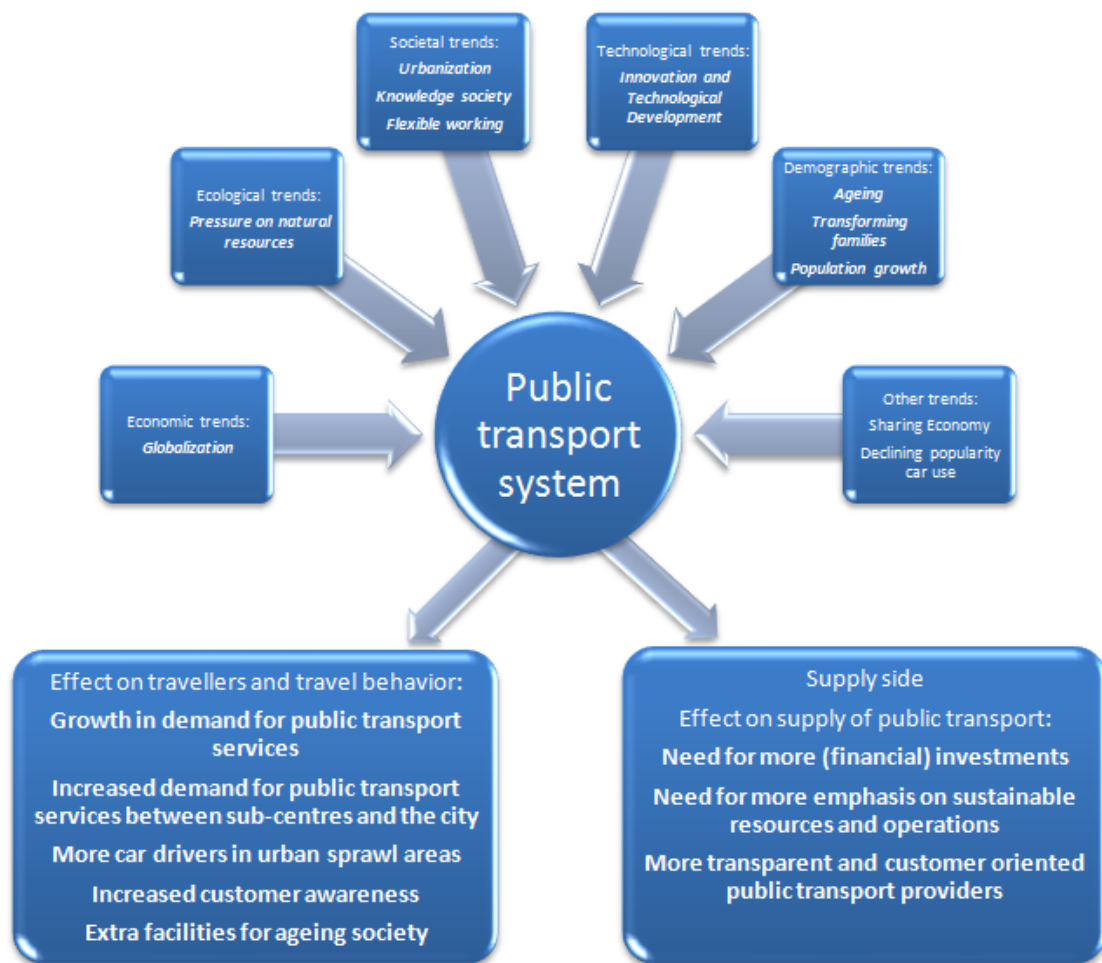 Societal trends:
Urbanization
Knowledge society
Flexible working
Technological trends:
Innovation and
Technological
Development
Ecological trends:
Pressure on natural
resources
Demographic trends:
Ageing
Transforming
families
Population growth
Economic trends:
Globalization
Public
transport
system
Other trends:
Sharing Economy
Declining popularity
car use
Effect on travellers and travel behavior:
Growth in demand for public transport
services
Increased demand for public transport
services between sub-centres and the city
More car drivers in urban sprawl areas
Increased customer awareness
Extra facilities for ageing society
Supply side
Effect on supply of public transport:
Need for more (financial) investments
Need for more emphasis on sustainable
resources and operations
More transparent and customer oriented
public transport providers